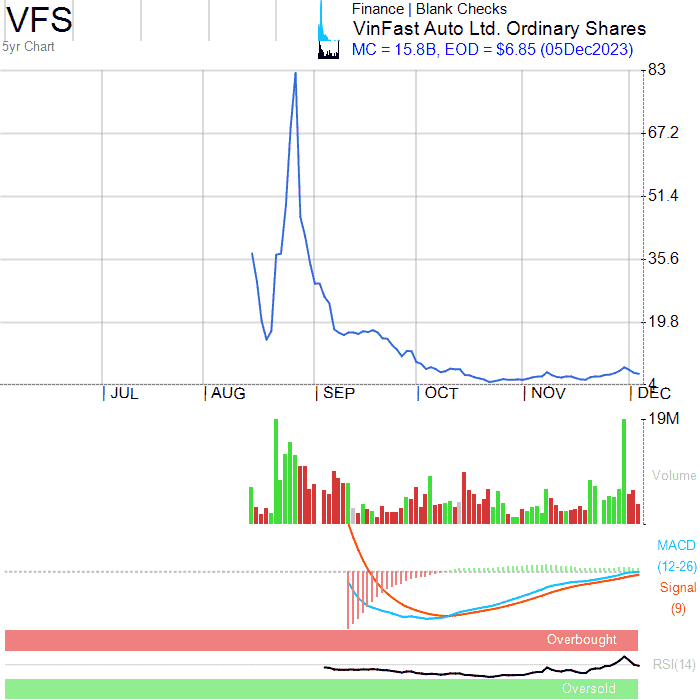 VFS
5yr Chart
Finance | Blank Checks
VinFast Auto Ltd. Ordinary Shares
MC = 15.8B, EOD = $6.85 (05Dec2023)
83
67.2
51.4
35.6
19.8
4
JUL
AUG
SEP
OCT
NOV
DEC
19M
Volume
MACD
(12-26)
Signal
(9)
Overbought
RSI(14)
Oversold